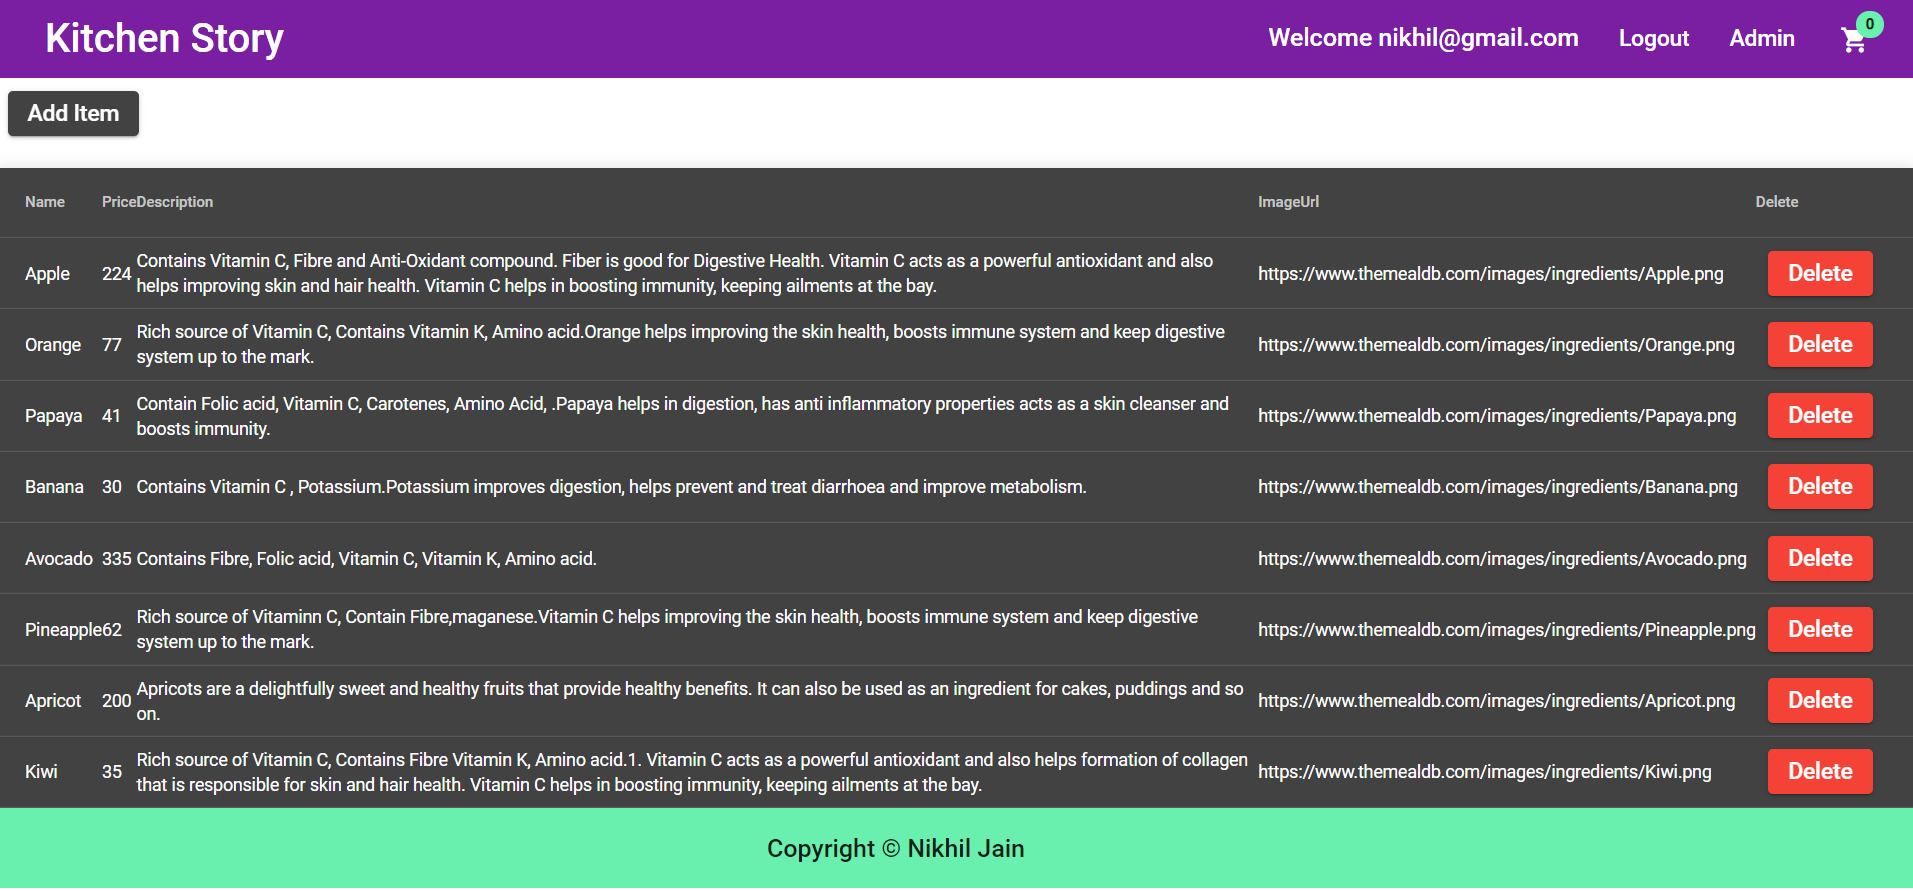 Kitchen Story Welcome nikhil@gmail.com Logout Admin 0
Add Item
Name Price Description ImageUrl Delete
Apple 224 Contains Vitamin C, Fibre and Anti-Oxidant compound. Fiber is good for Digestive Health. Vitamin C acts as a powerful antioxidant and also
helps improving skin and hair health. Vitamin C helps in boosting immunity, keeping ailments at the bay.
https://www.themealdb.com/images/ingredients/Apple.png Delete
Orange 77 Rich source of Vitamin C, Contains Vitamin K, Amino acid.Orange helps improving the skin health, boosts immune system and keep digestive
system up to the mark.
https://www.themealdb.com/images/ingredients/Orange.png Delete
Papaya 41 Contain Folic acid, Vitamin C, Carotenes, Amino Acid, .Papaya helps in digestion, has anti inflammatory properties acts as a skin cleanser and
boosts immunity.
https://www.themealdb.com/images/ingredients/Papaya.png Delete
Banana 30 Contains Vitamin C , Potassium.Potassium improves digestion, helps prevent and treat diarrhoea and improve metabolism.
https://www.themealdb.com/images/ingredients/Banana.png Delete
Avocado 335 Contains Fibre, Folic acid, Vitamin C, Vitamin K, Amino acid.
https://www.themealdb.com/images/ingredients/Avocado.png Delete
Pineapple 62 Rich source of Vitaminn C, Contain Fibre,maganese.Vitamin C helps improving the skin health, boosts immune system and keep digestive
system up to the mark.
https://www.themealdb.com/images/ingredients/Pineapple.png Delete
Apricot 200 Apricots are a delightfully sweet and healthy fruits that provide healthy benefits. It can also be used as an ingredient for cakes, puddings and so
on.
https://www.themealdb.com/images/ingredients/Apricot.png Delete
Kiwi 35 Rich source of Vitamin C, Contains Fibre Vitamin K, Amino acid.1. Vitamin C acts as a powerful antioxidant and also helps formation of collagen
that is responsible for skin and hair health. Vitamin C helps in boosting immunity, keeping ailments at the bay.
https://www.themealdb.com/images/ingredients/Kiwi.png Delete
Copyright © Nikhil Jain